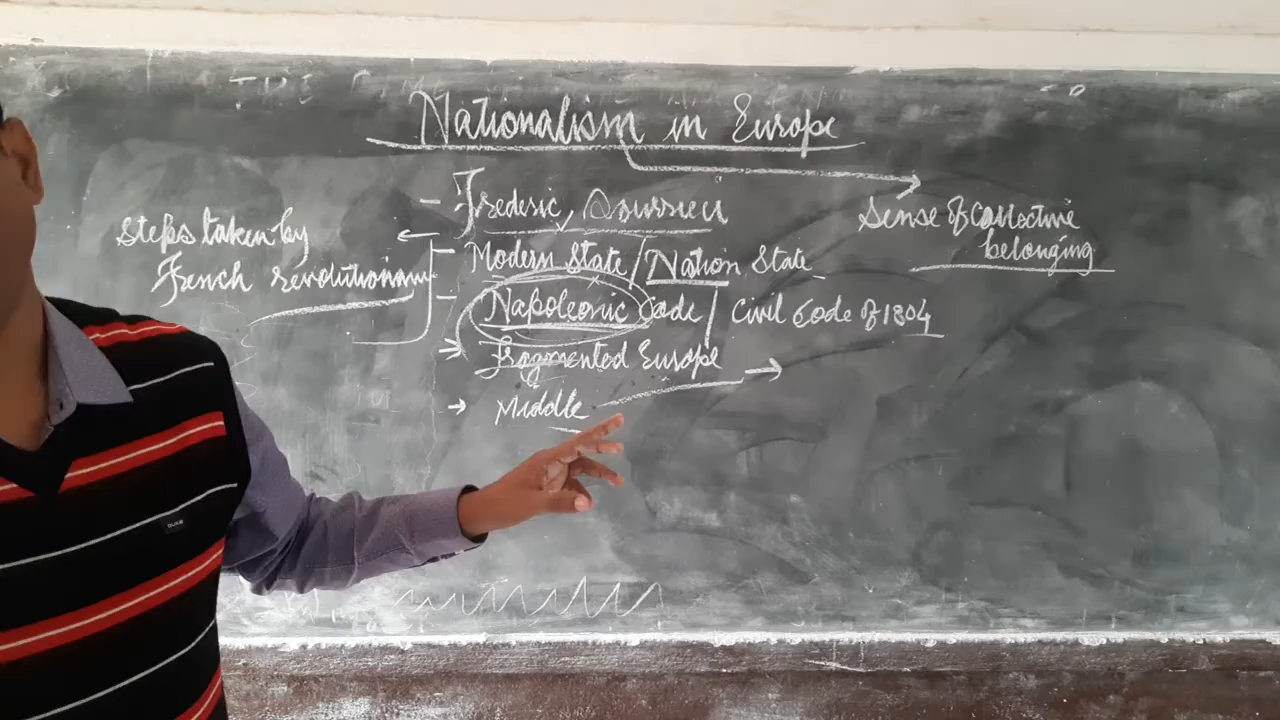 Nationalism in Europe
Sense of Collective
belonging
- Frederic, Sourrieu
- Modern State / Nation State
- Napoleonic Code / Civil Code of 1804
→ Fragmented Europe
→ Middle →
Steps taken by
French revolutionary